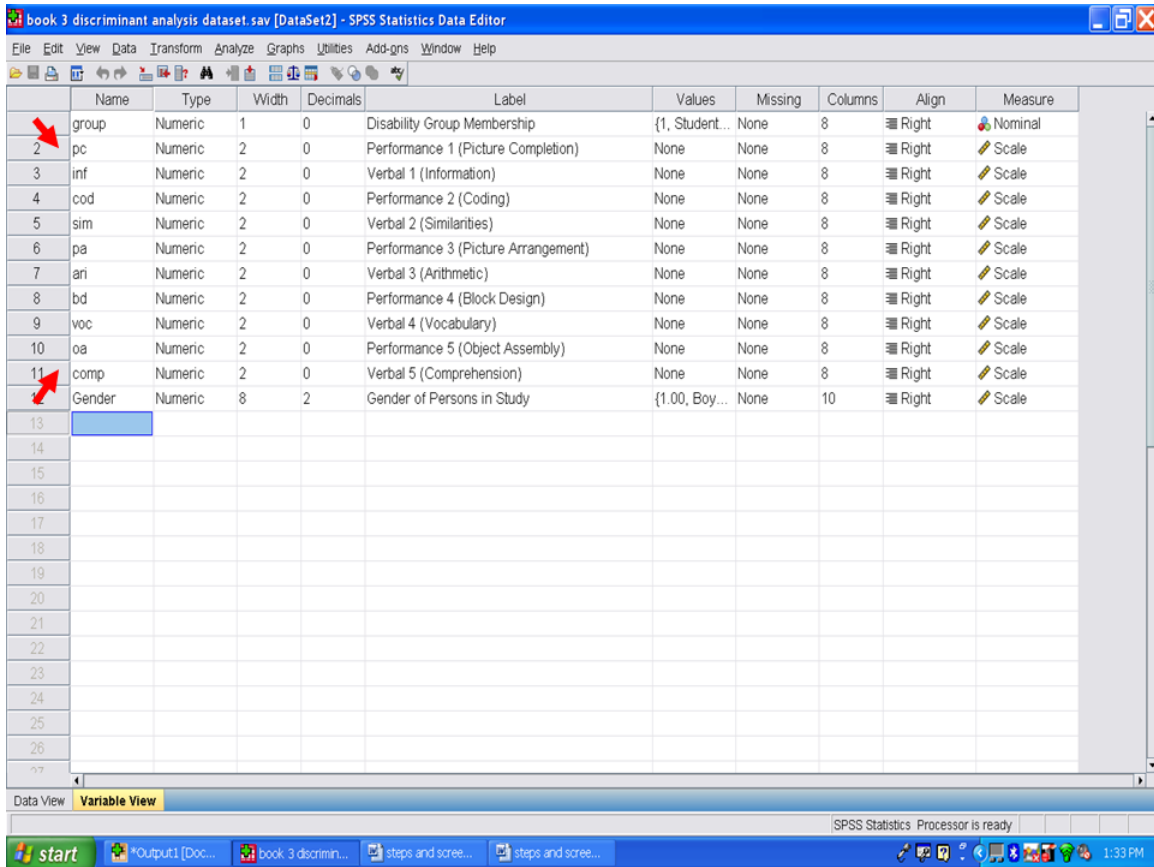 book 3 discriminant analysis dataset.sav [DataSet2] - SPSS Statistics Data Editor
File Edit View Data Transform Analyze Graphs Utilities Add-ons Window Help
Name Type Width Decimals Label Values Missing Columns Align Measure
group Numeric 1 0 Disability Group Membership {1, Student... None 8 Right Nominal
2 pc Numeric 2 0 Performance 1 (Picture Completion) None None 8 Right Scale
3 inf Numeric 2 0 Verbal 1 (Information) None None 8 Right Scale
4 cod Numeric 2 0 Performance 2 (Coding) None None 8 Right Scale
5 sim Numeric 2 0 Verbal 2 (Similarities) None None 8 Right Scale
6 pa Numeric 2 0 Performance 3 (Picture Arrangement) None None 8 Right Scale
7 ari Numeric 2 0 Verbal 3 (Arithmetic) None None 8 Right Scale
8 bd Numeric 2 0 Performance 4 (Block Design) None None 8 Right Scale
9 voc Numeric 2 0 Verbal 4 (Vocabulary) None None 8 Right Scale
10 oa Numeric 2 0 Performance 5 (Object Assembly) None None 8 Right Scale
11 comp Numeric 2 0 Verbal 5 (Comprehension) None None 8 Right Scale
12 Gender Numeric 8 2 Gender of Persons in Study {1.00, Boy... None 10 Right Scale
13
14
15
16
17
18
19
20
21
22
23
24
25
26
27
Data View Variable View
SPSS Statistics Processor is ready
start *Output1 [Doc... book 3 discrimin... steps and scree... steps and scree... 1:33 PM